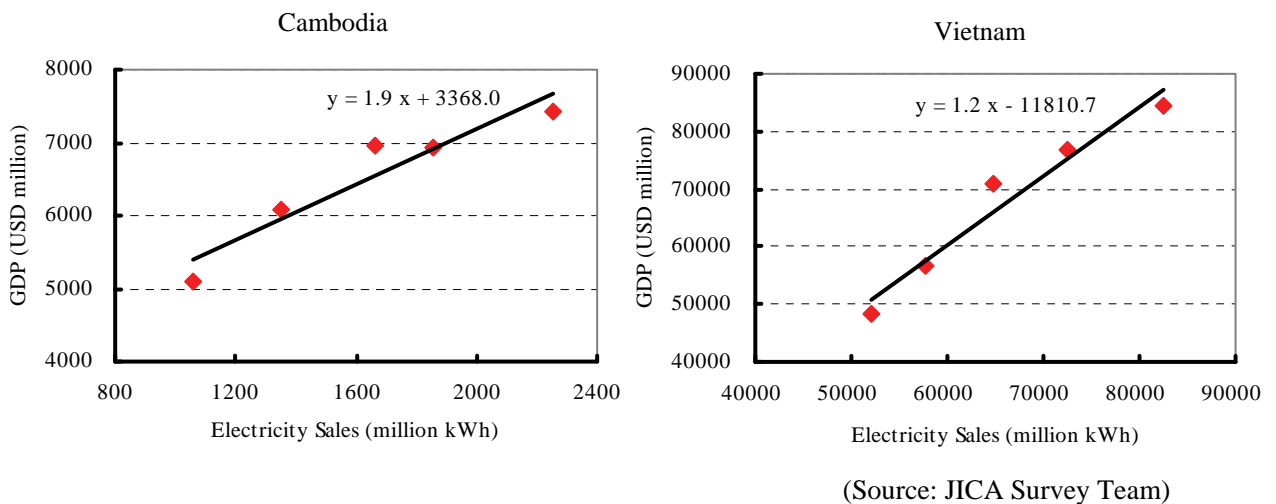 Cambodia
8000
7000
6000
5000
4000
GDP (USD million)
y = 1.9 x + 3368.0
800 1200 1600 2000 2400
Electricity Sales (million kWh)
Vietnam
90000
80000
70000
60000
50000
40000
GDP (USD million)
y = 1.2 x - 11810.7
40000 50000 60000 70000 80000 90000
Electricity Sales (million kWh)
(Source: JICA Survey Team)